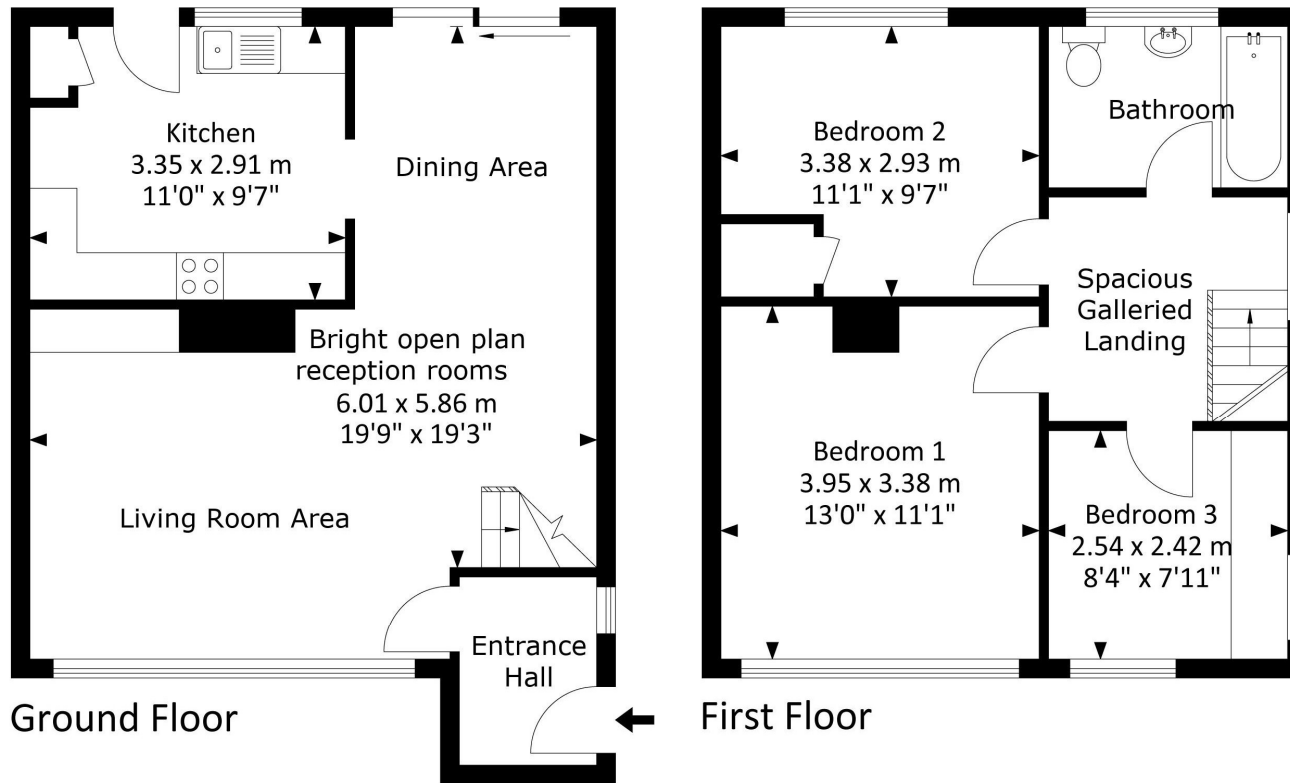 Kitchen
3.35 x 2.91 m
11'0" x 9'7"
Dining Area
Bright open plan
reception rooms
6.01 x 5.86 m
19'9" x 19'3"
Living Room Area
Entrance
Hall
Ground Floor
Bedroom 2
3.38 x 2.93 m
11'1" x 9'7"
Bathroom
Spacious
Galleried
Landing
Bedroom 1
3.95 x 3.38 m
13'0" x 11'1"
Bedroom 3
2.54 x 2.42 m
8'4" x 7'11"
First Floor